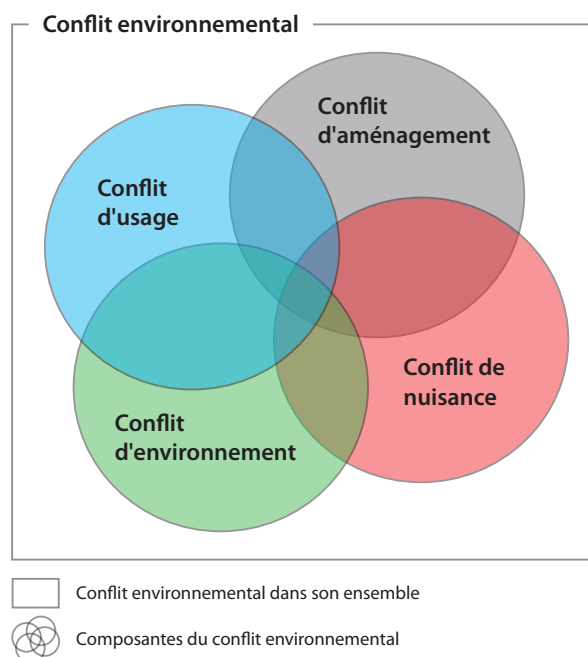 Conflit environnemental
Conflit
d'aménagement
Conflit
d'usage
Conflit de
nuisance
Conflit
d'environnement
Conflit environnemental dans son ensemble
Composantes du conflit environnemental